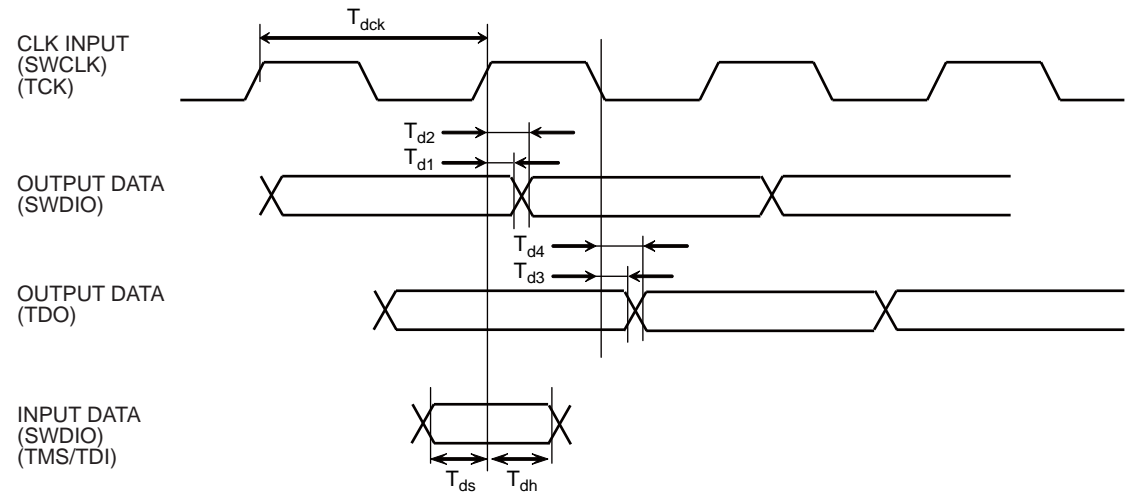 T_dck
CLK INPUT
(SWCLK)
(TCK)
T_d2
T_d1
OUTPUT DATA
(SWDIO)
T_d4
T_d3
OUTPUT DATA
(TDO)
INPUT DATA
(SWDIO)
(TMS/TDI)
T_ds T_dh